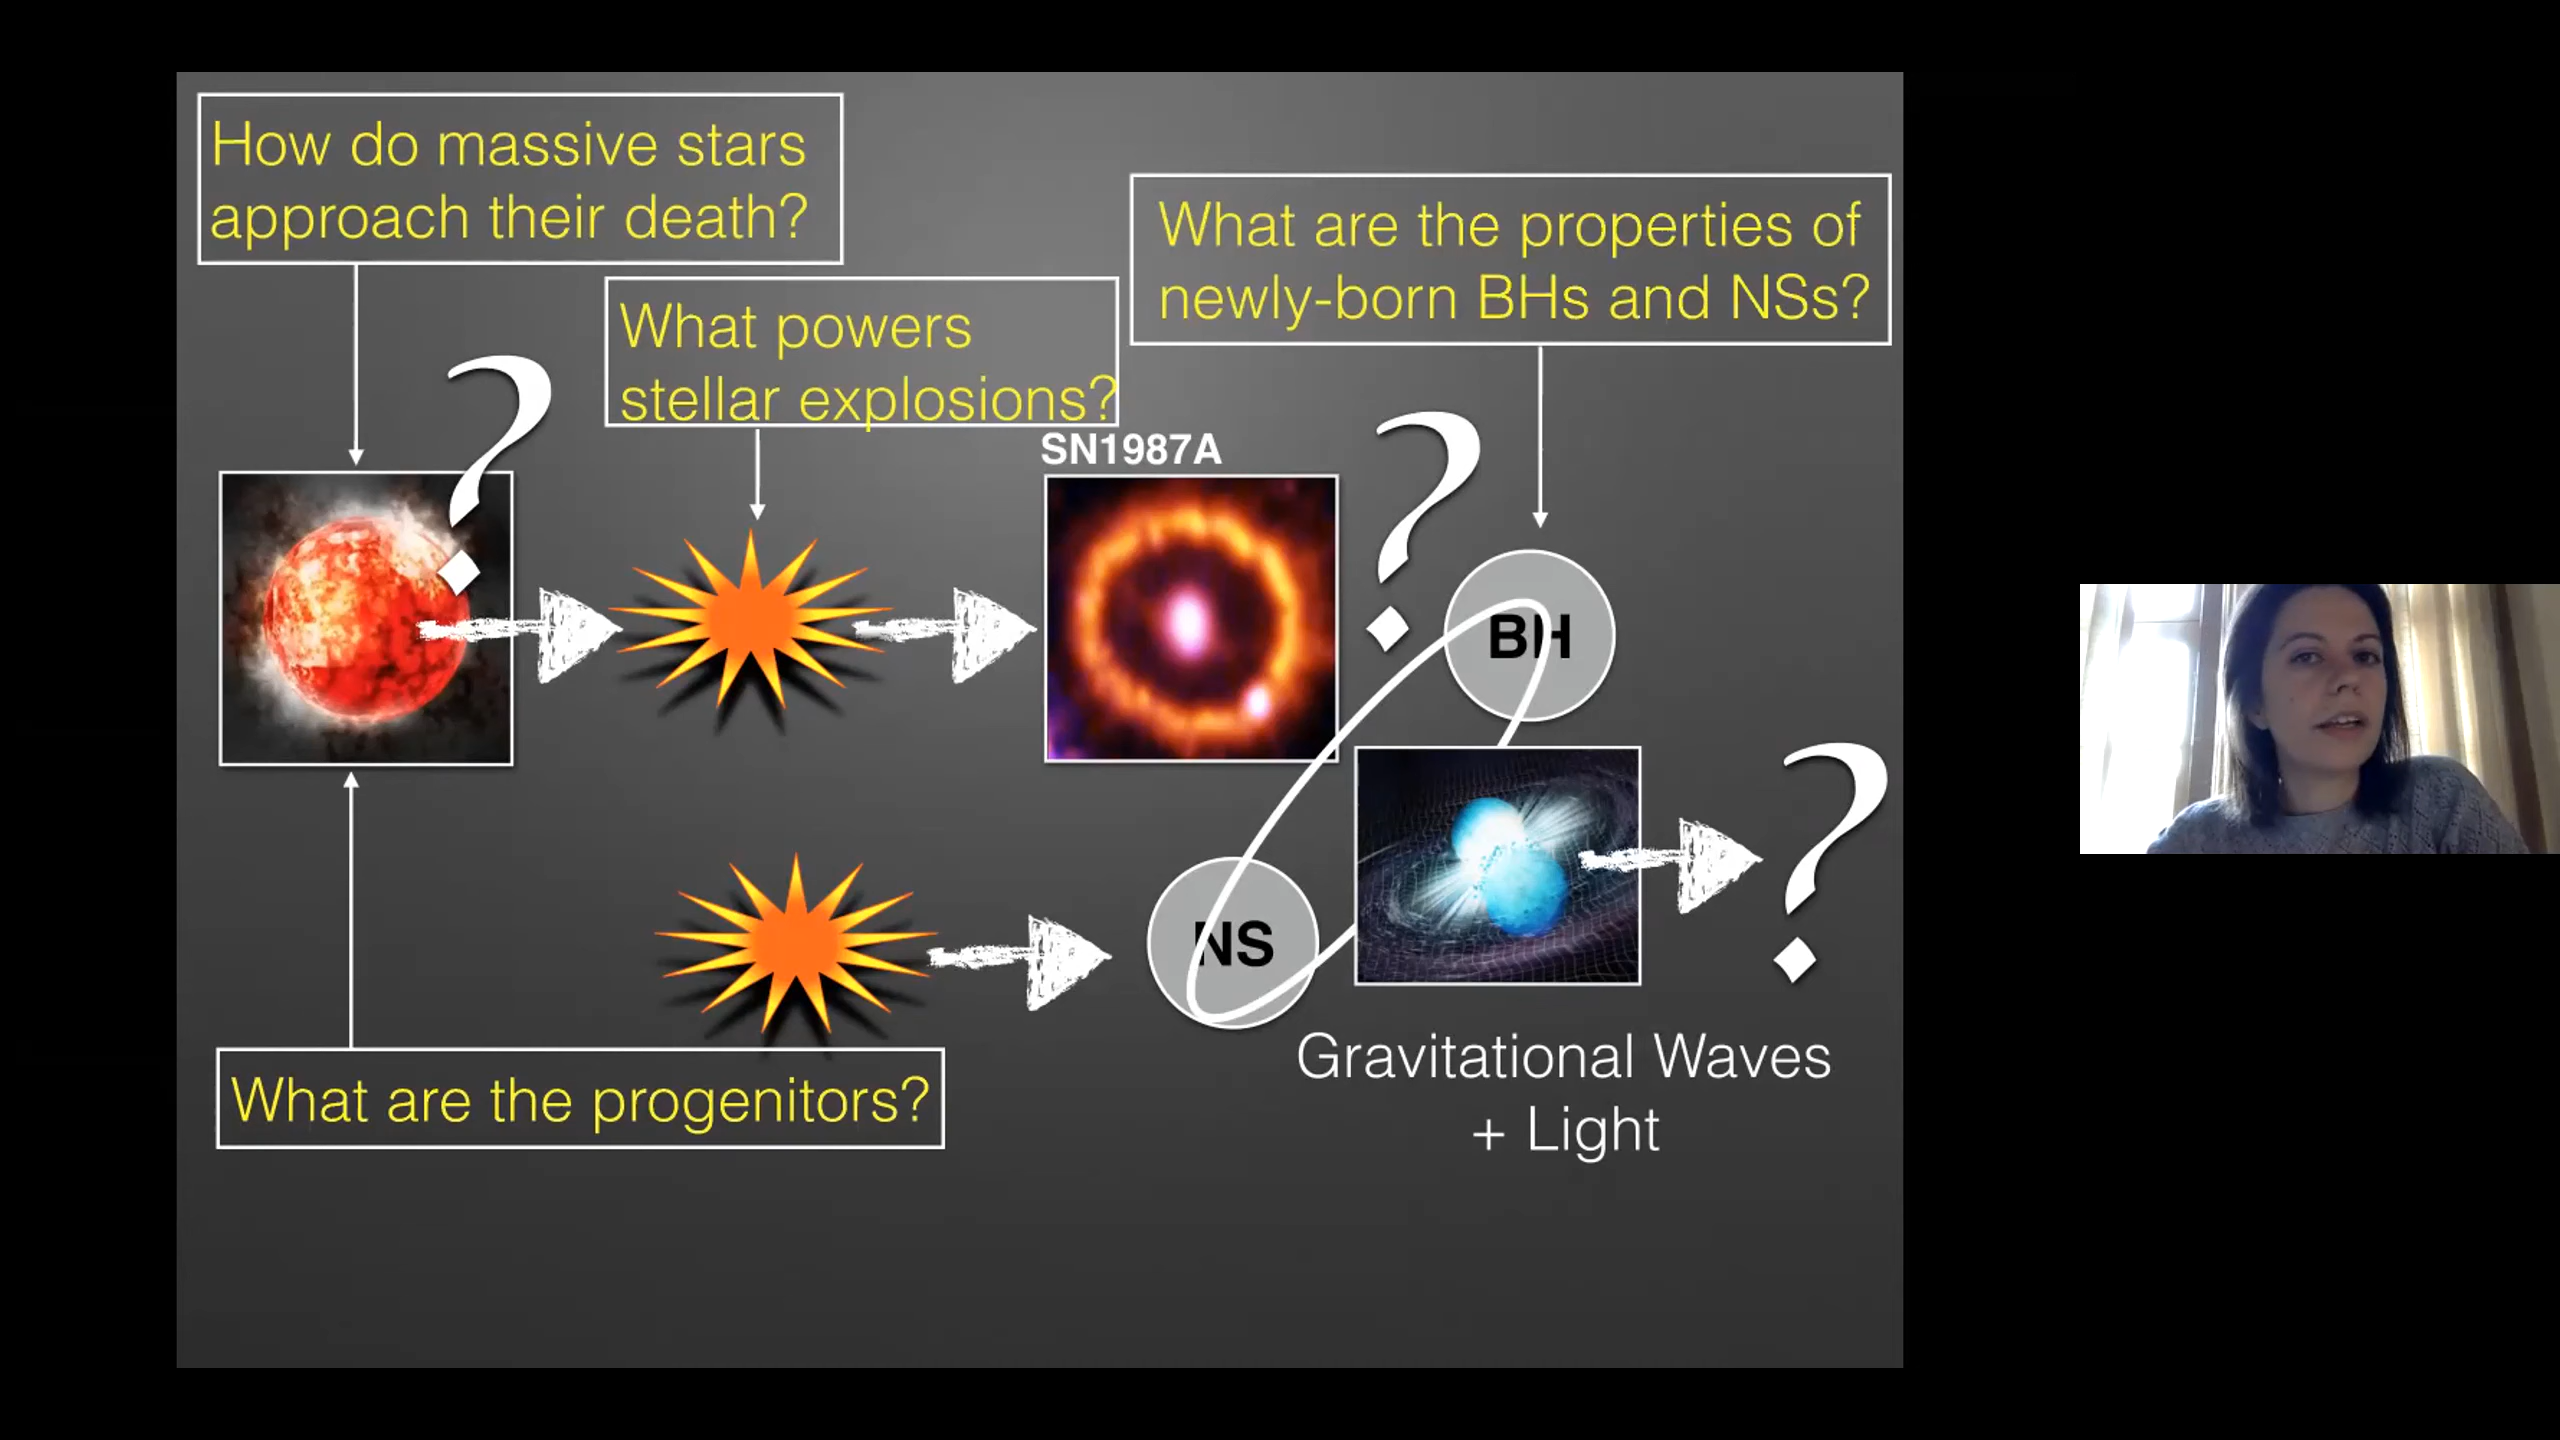 How do massive stars
approach their death?
What powers
stellar explosions?
What are the properties of
newly-born BHs and NSs?
SN1987A
BH
NS
Gravitational Waves
+ Light
What are the progenitors?